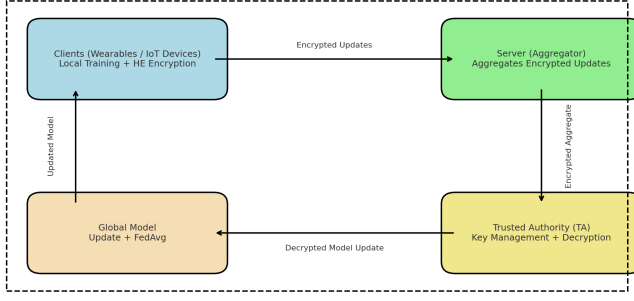 Clients (Wearables / IoT Devices)
Local Training + HE Encryption
Encrypted Updates
Server (Aggregator)
Aggregates Encrypted Updates
Updated Model
Encrypted Aggregate
Global Model
Update + FedAvg
Decrypted Model Update
Trusted Authority (TA)
Key Management + Decryption